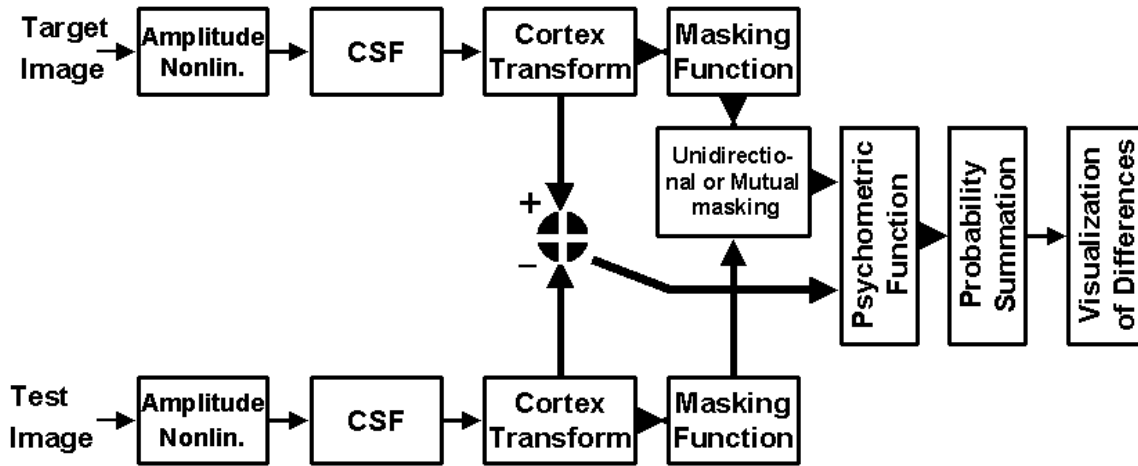 Target
Image
Amplitude
Nonlin.
CSF
Cortex
Transform
Masking
Function
Unidirectio-
nal or Mutual
masking
+
−
Psychometric
Function
Probability
Summation
Visualization
of Differences
Test
Image
Amplitude
Nonlin.
CSF
Cortex
Transform
Masking
Function